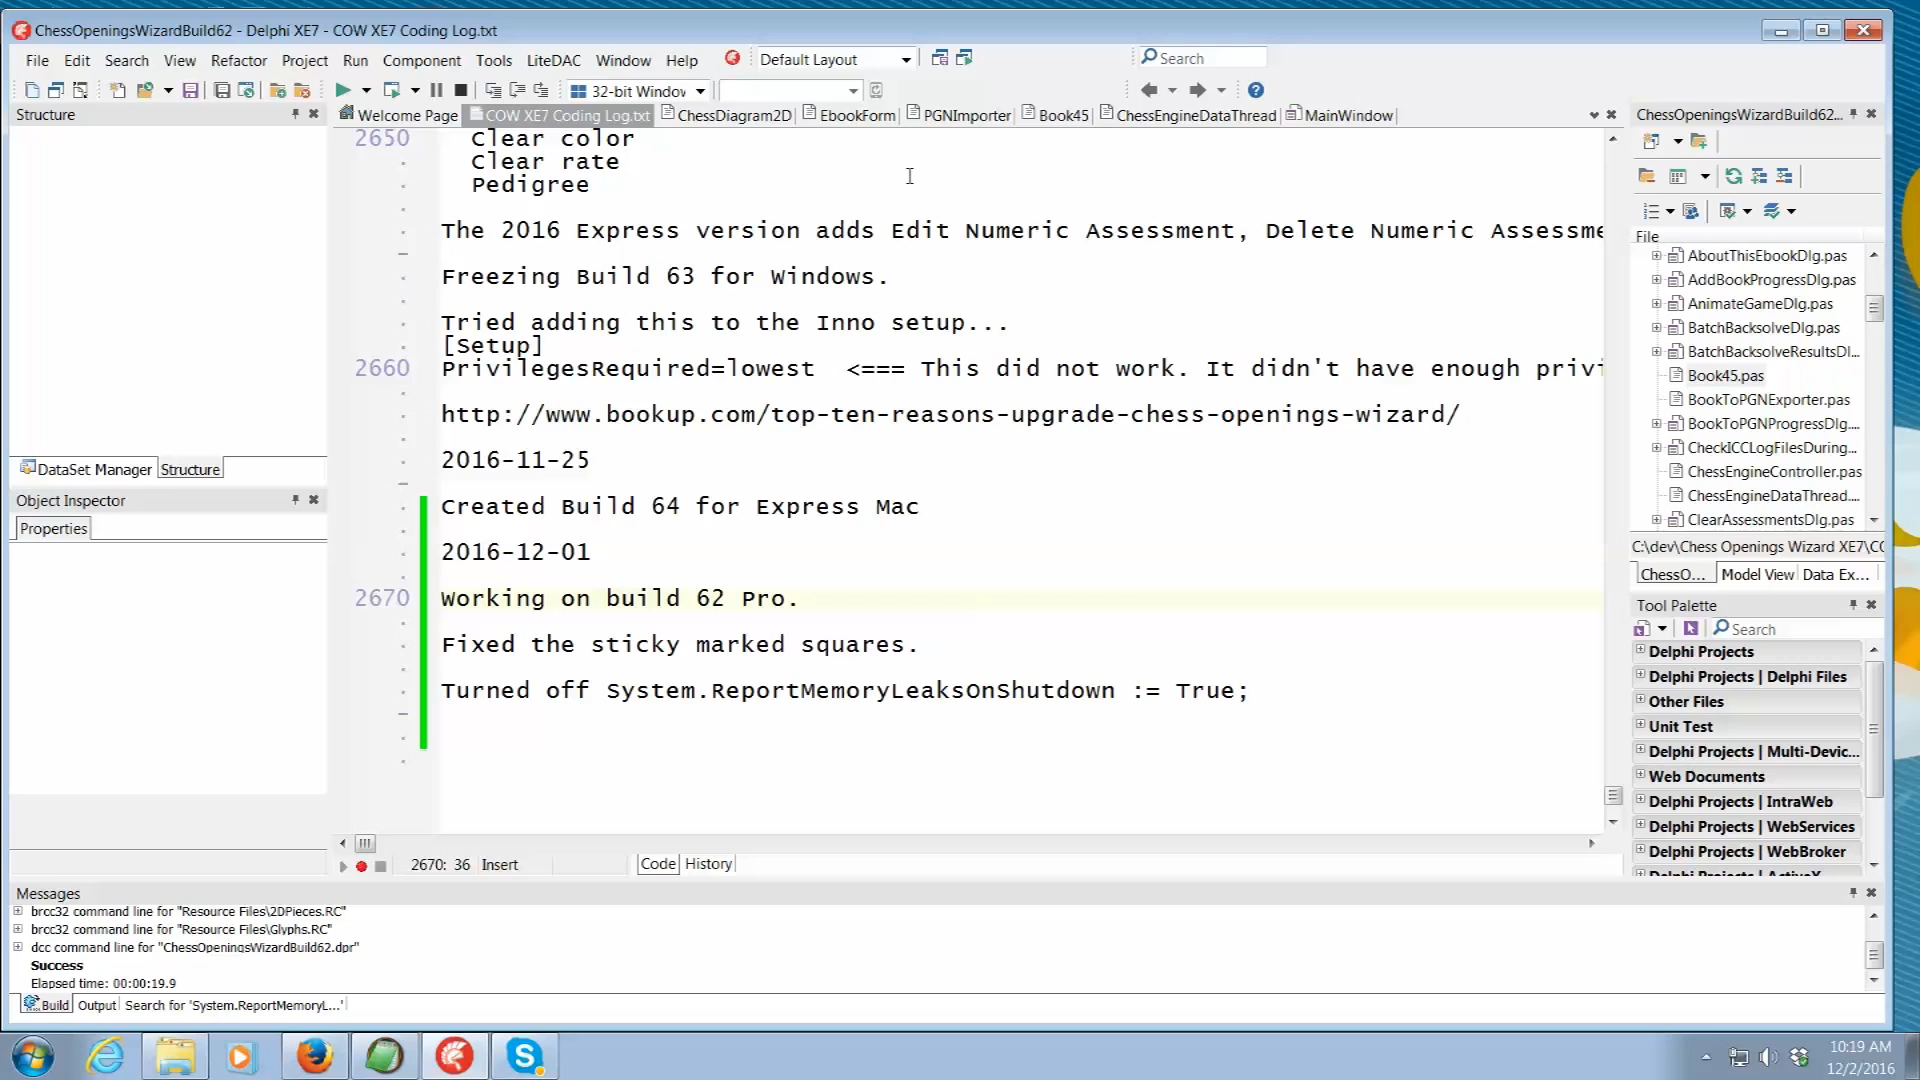 ChessOpeningsWizardBuild62 - Delphi XE7 - COW XE7 Coding Log.txt
File Edit Search View Refactor Project Run Component Tools LiteDAC Window Help
Default Layout
Search
32-bit Window
Structure
Welcome Page COW XE7 Coding Log.txt ChessDiagram2D EbookForm PGNImporter Book45 ChessEngineDataThread MainWindow
ChessOpeningsWizardBuild62...
2650 Clear color
Clear rate
Pedigree
The 2016 Express version adds Edit Numeric Assessment, Delete Numeric Assessme
Freezing Build 63 for Windows.
Tried adding this to the Inno setup...
[Setup]
2660 PrivilegesRequired=lowest <=== This did not work. It didn't have enough privi
http://www.bookup.com/top-ten-reasons-upgrade-chess-openings-wizard/
2016-11-25
Created Build 64 for Express Mac
2016-12-01
2670 Working on build 62 Pro.
Fixed the sticky marked squares.
Turned off System.ReportMemoryLeaksOnShutdown := True;
DataSet Manager Structure
Object Inspector
Properties
File
AboutThisEbookDlg.pas
AddBookProgressDlg.pas
AnimateGameDlg.pas
BatchBacksolveDlg.pas
BatchBacksolveResultsDl...
Book45.pas
BookToPGNExporter.pas
BookToPGNProgressDlg....
CheckICCLogFilesDuring...
ChessEngineController.pas
ChessEngineDataThread....
ClearAssessmentsDlg.pas
C:\dev\Chess Openings Wizard XE7\CO
ChessO... Model View Data Ex...
Tool Palette
Search
Delphi Projects
Delphi Projects | Delphi Files
Other Files
Unit Test
Delphi Projects | Multi-Devic...
Web Documents
Delphi Projects | IntraWeb
Delphi Projects | WebServices
Delphi Projects | WebBroker
Delphi Projects | ActiveX
2670: 36 Insert
Code History
Messages
brcc32 command line for "Resource Files\2DPieces.RC"
brcc32 command line for "Resource Files\Glyphs.RC"
dcc command line for "ChessOpeningsWizardBuild62.dpr"
Success
Elapsed time: 00:00:19.9
Build Output Search for 'System.ReportMemoryL...'
10:19 AM
12/2/2016